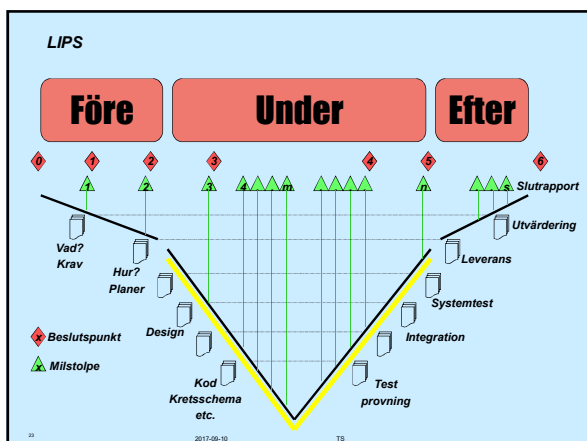 LIPS
Före Under Efter
0 1 2 3 4 5 6
1 2 3 4 m n s Slutrapport
Vad?
Krav
Hur?
Planer
Design
Kod
Kretsschema
etc.
Utvärdering
Leverans
Systemtest
Integration
Test
provning
x Beslutspunkt
x Milstolpe
25 2017-09-10 TS